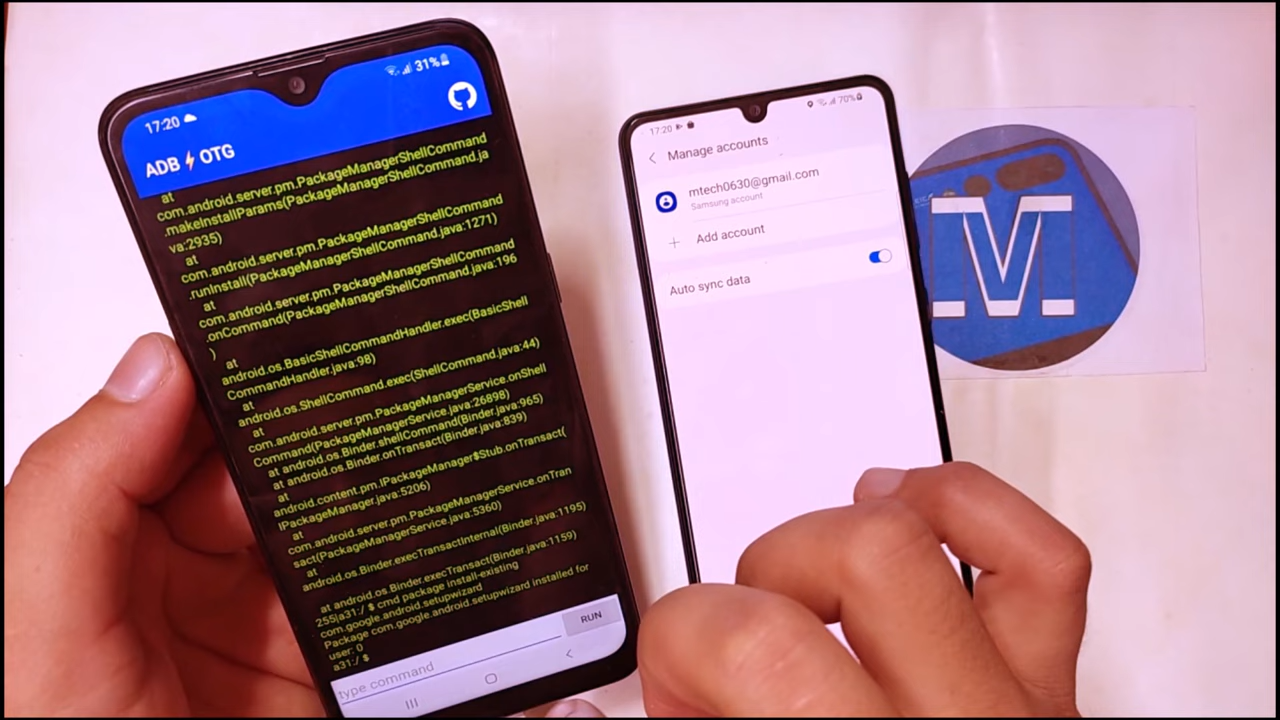 17:20
31%
ADB OTG
at
com.android.server.pm.PackageManagerShellCommand
.makeInstallParams(PackageManagerShellCommand.ja
va:2935)
at
com.android.server.pm.PackageManagerShellCommand
.runInstall(PackageManagerShellCommand.java:1271)
at
com.android.server.pm.PackageManagerShellCommand
.onCommand(PackageManagerShellCommand.java:196
)
at
android.os.BasicShellCommandHandler.exec(BasicShell
CommandHandler.java:98)
at
android.os.ShellCommand.exec(ShellCommand.java:44)
at
com.android.server.pm.PackageManagerService.onShell
Command(PackageManagerService.java:26898)
at android.os.Binder.shellCommand(Binder.java:965)
at android.os.Binder.onTransact(Binder.java:839)
at
android.content.pm.IPackageManager$Stub.onTransact(
IPackageManager.java:5206)
at
com.android.server.pm.PackageManagerService.onTran
sact(PackageManagerService.java:5360)
at
android.os.Binder.execTransactInternal(Binder.java:1195)
at android.os.Binder.execTransact(Binder.java:1159)
255|a31:/ $ cmd package install-existing
com.google.android.setupwizard
Package com.google.android.setupwizard installed for
user: 0
a31:/ $
type command
RUN
17:20
70%
Manage accounts
mtech0630@gmail.com
Samsung account
+ Add account
Auto sync data
M